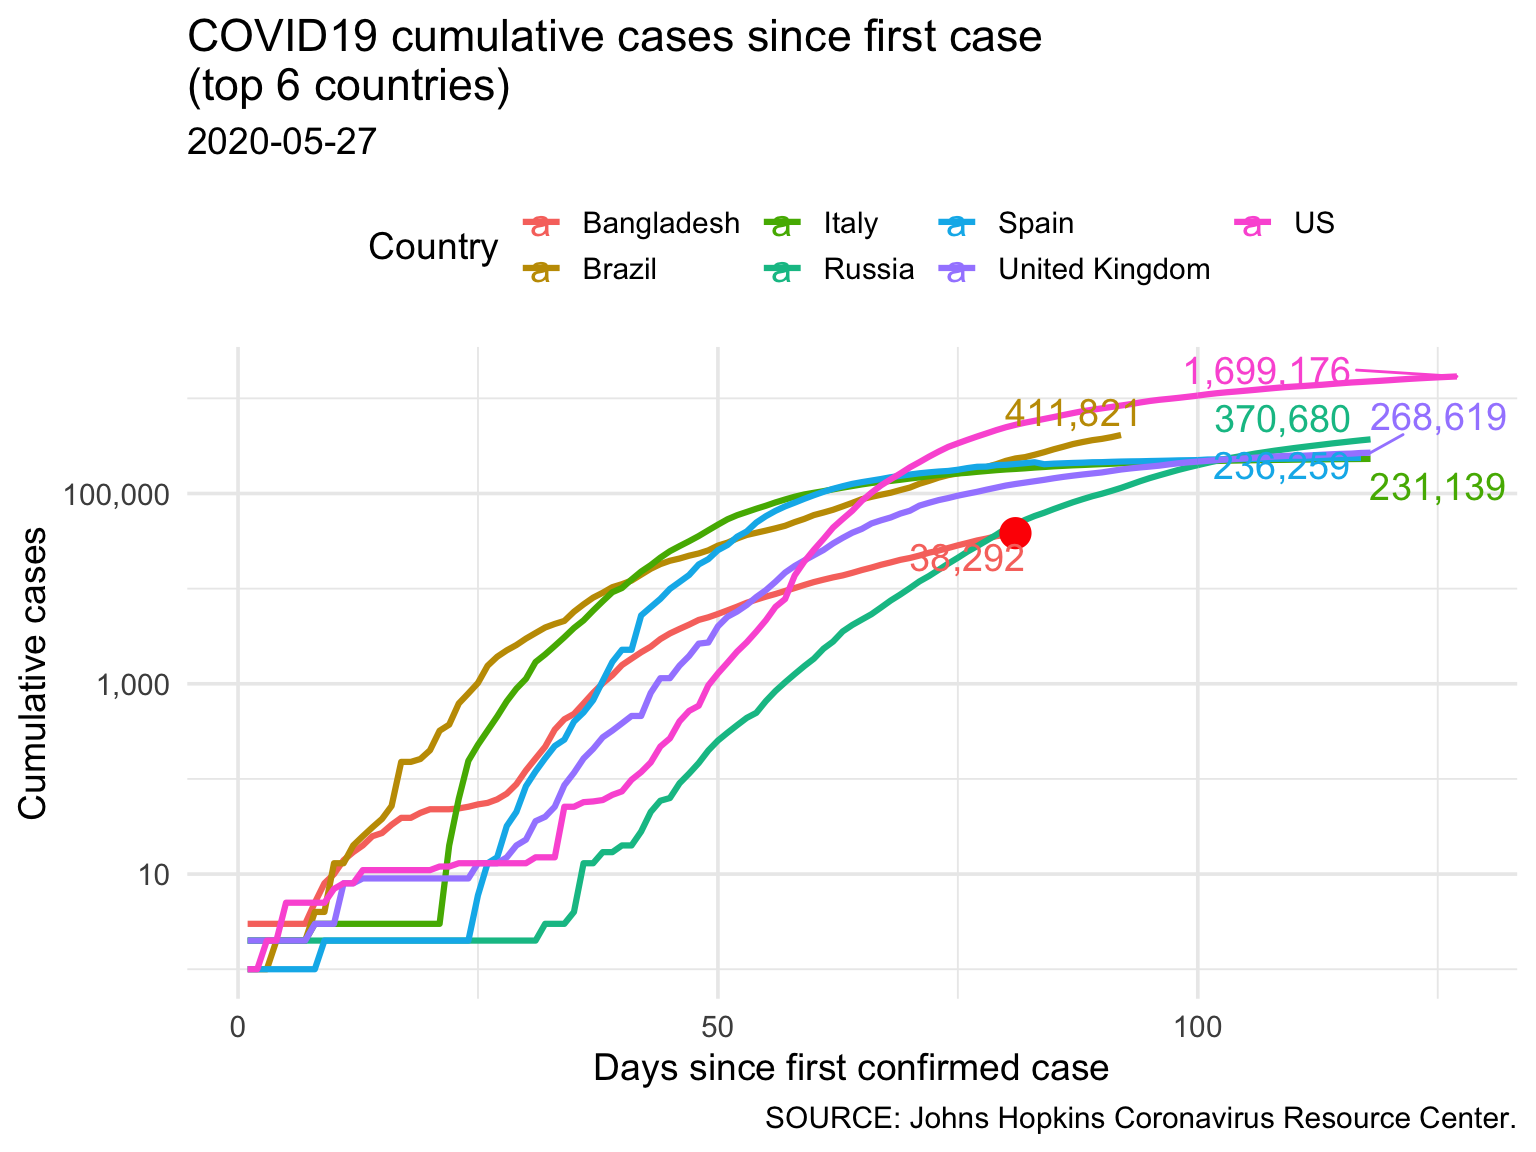 COVID19 cumulative cases since first case
(top 6 countries)
2020-05-27
Country
a Bangladesh a Italy a Spain a US
a Brazil a Russia a United Kingdom
1,699,176
411,821
370,680
268,619
236,259
231,139
38,292
100,000
1,000
10
Cumulative cases
0 50 100
Days since first confirmed case
SOURCE: Johns Hopkins Coronavirus Resource Center.